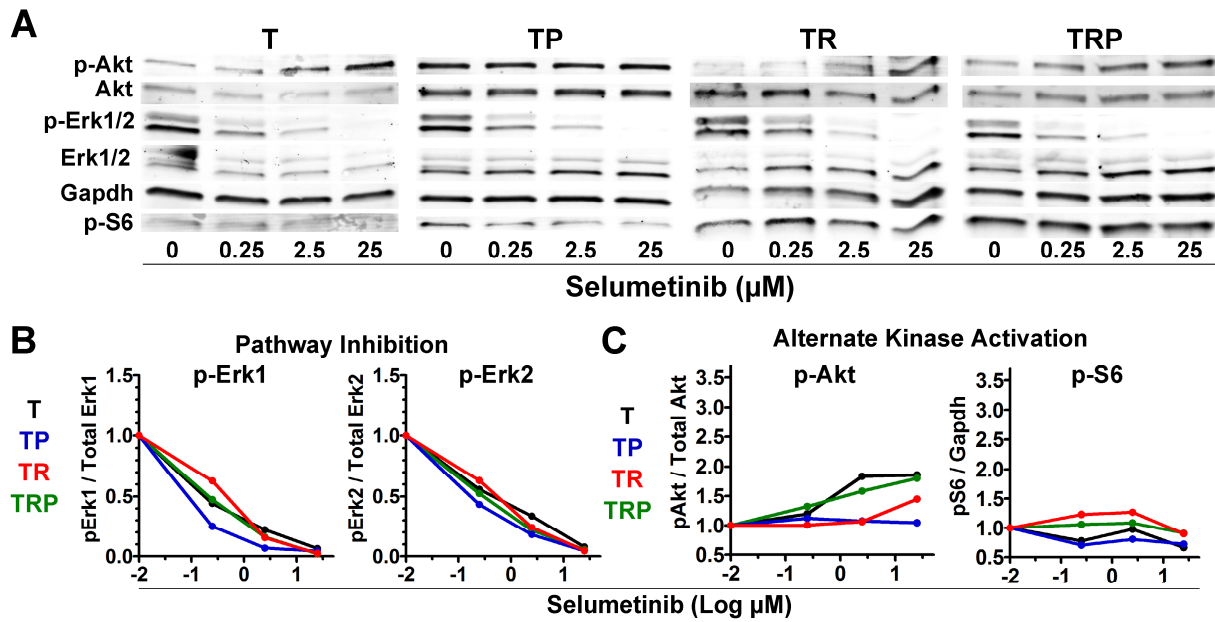 A
T TP TR TRP
p-Akt
Akt
p-Erk1/2
Erk1/2
Gapdh
p-S6
0 0.25 2.5 25 0 0.25 2.5 25 0 0.25 2.5 25 0 0.25 2.5 25
Selumetinib (µM)
B
Pathway Inhibition
p-Erk1
p-Erk2
T
TP
TR
TRP
pErk1 / Total Erk1
1.5
1.0
0.5
0.0
-2 -1 0 1
pErk2 / Total Erk2
1.5
1.0
0.5
0.0
-2 -1 0 1
C
Alternate Kinase Activation
p-Akt
p-S6
T
TP
TR
TRP
pAkt / Total Akt
3.5
3.0
2.5
2.0
1.5
1.0
0.5
-2 -1 0 1
pS6 / Gapdh
3.5
3.0
2.5
2.0
1.5
1.0
0.5
-2 -1 0 1
Selumetinib (Log µM)